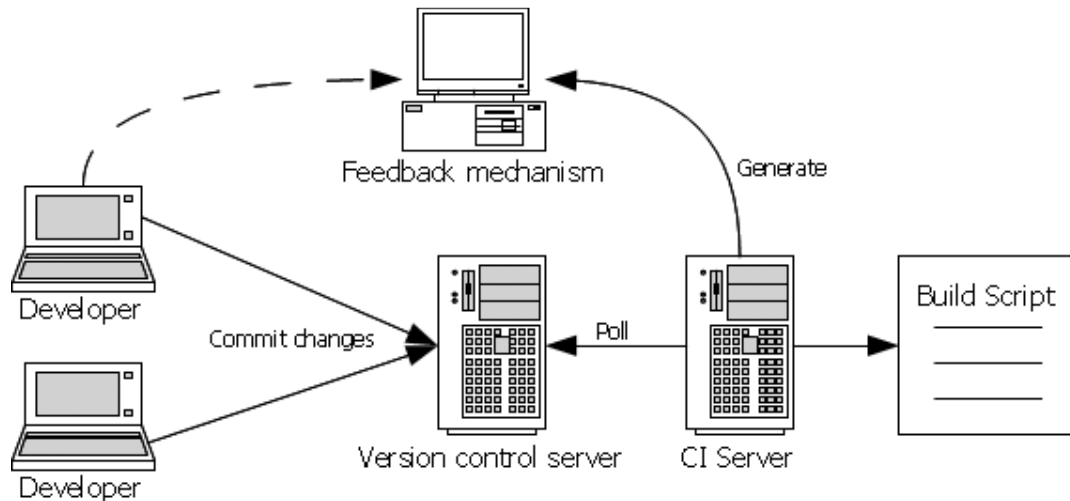 Feedback mechanism
Generate
Developer
Commit changes
Poll
Build Script
Version control server
CI Server
Developer